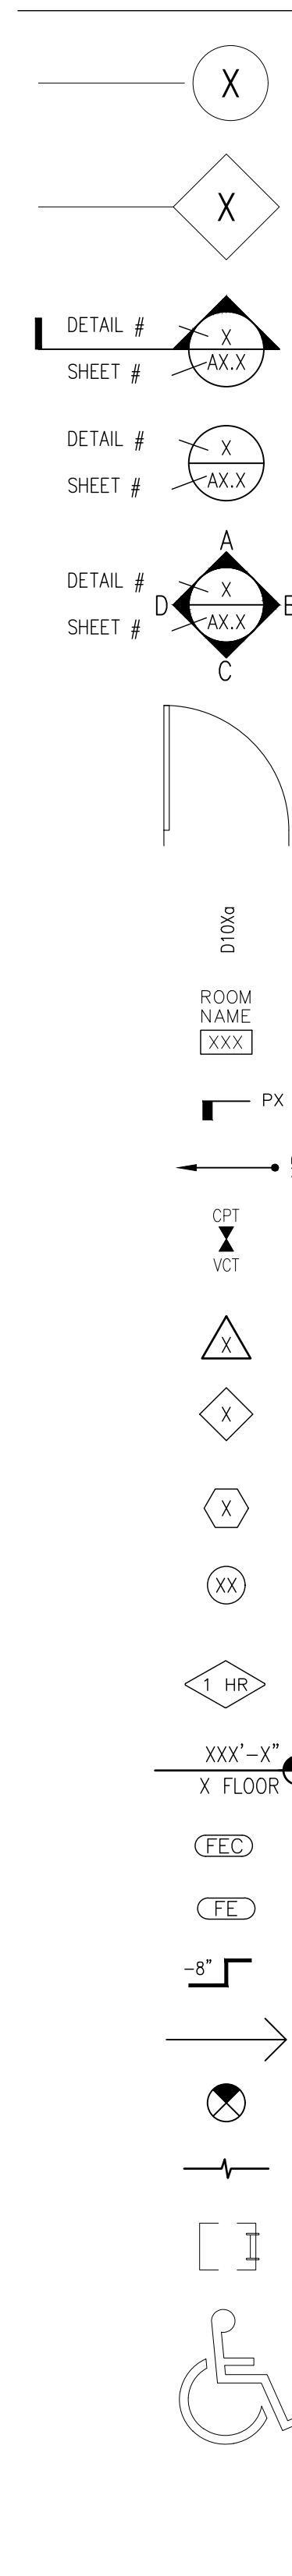 X
X
DETAIL #
X
SHEET #
AX.X
DETAIL #
X
SHEET #
AX.X
A
DETAIL #
X
D
SHEET #
AX.X
C
D10Xa
ROOM
NAME
XXX
PX
CPT
VCT
X
X
X
XX
1 HR
XXX'-X"
X FLOOR
FEC
FE
-8"